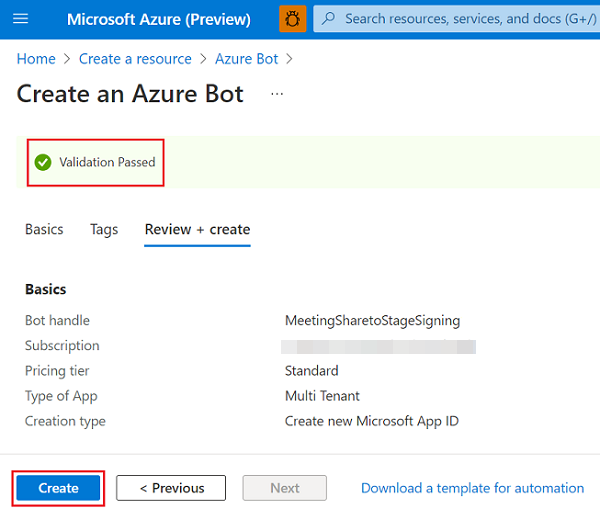 Microsoft Azure (Preview) Search resources, services, and docs (G+/)
Home > Create a resource > Azure Bot >
Create an Azure Bot ...
Validation Passed
Basics Tags Review + create
Basics
Bot handle MeetingSharetoStageSigning
Subscription
Pricing tier Standard
Type of App Multi Tenant
Creation type Create new Microsoft App ID
Create < Previous Next Download a template for automation